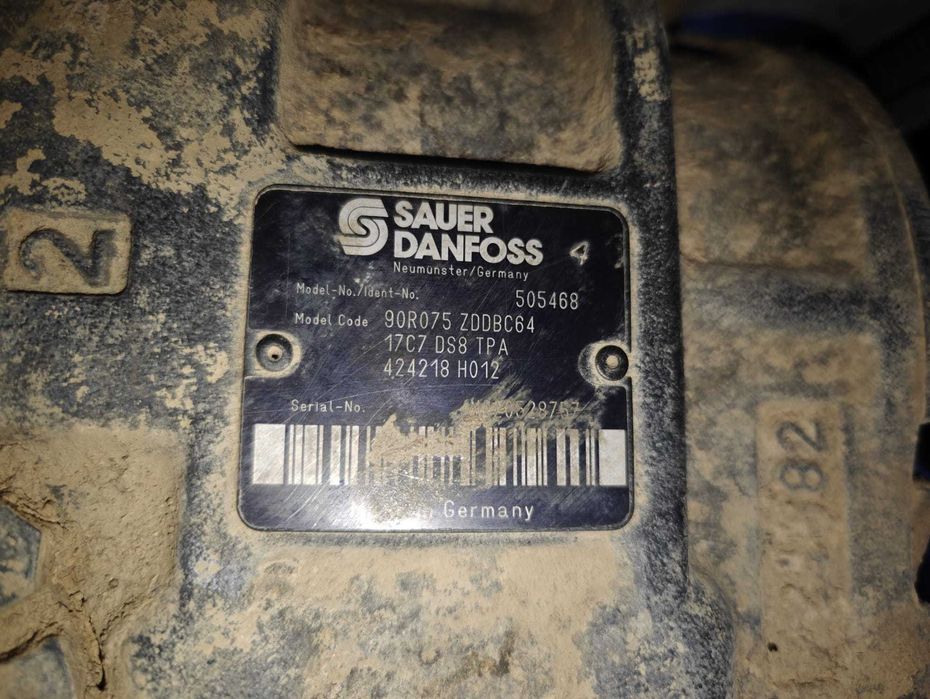 2
SAUER
DANFOSS
4
Neumünster/Germany
Model-No./Ident-No. 505468
Model Code 90R075 ZDDBC64
17C7 DS8 TPA
424218 H012
Serial-No.
Germany